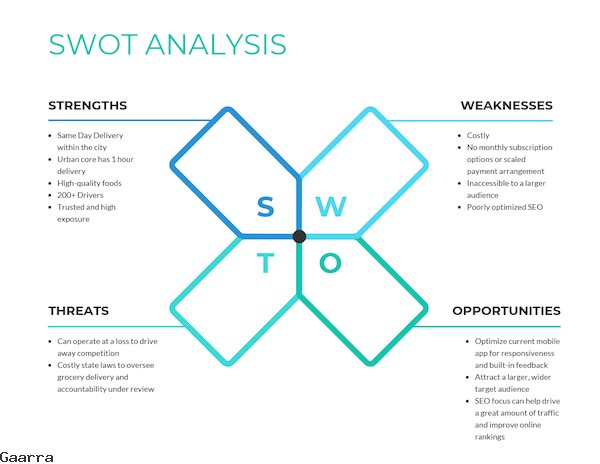 SWOT ANALYSIS
STRENGTHS
• Same Day Delivery
within the city
• Urban core has 1 hour
delivery
• High-quality foods
• 200+ Drivers
• Trusted and high
exposure
WEAKNESSES
• Costly
• No monthly subscription
options or scaled
payment arrangement
• Inaccessible to a larger
audience
• Poorly optimized SEO
S W
T O
THREATS
• Can operate at a loss to drive
away competition
• Costly state laws to oversee
grocery delivery and
accountability under review
OPPORTUNITIES
• Optimize current mobile
app for responsiveness
and built-in feedback
• Attract a larger, wider
target audience
• SEO focus can help drive
a great amount of traffic
and improve online
rankings
Gaarra